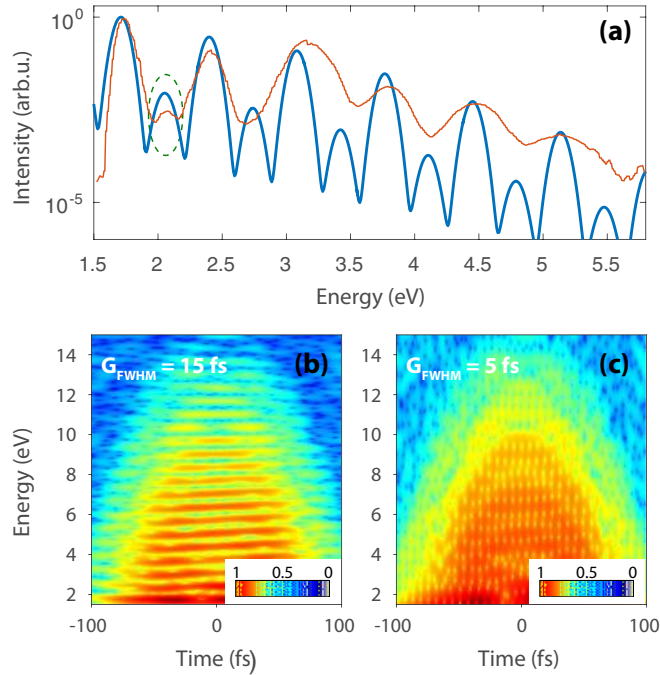 (a)
10^0
10^-5
Intensity (arb.u.)
1.5 2 2.5 3 3.5 4 4.5 5 5.5
Energy (eV)
G_FWHM = 15 fs (b)
G_FWHM = 5 fs (c)
14 12 10 8 6 4 2
Energy (eV)
14 12 10 8 6 4 2
1 0.5 0
1 0.5 0
-100 0 100
-100 0 100
Time (fs)
Time (fs)